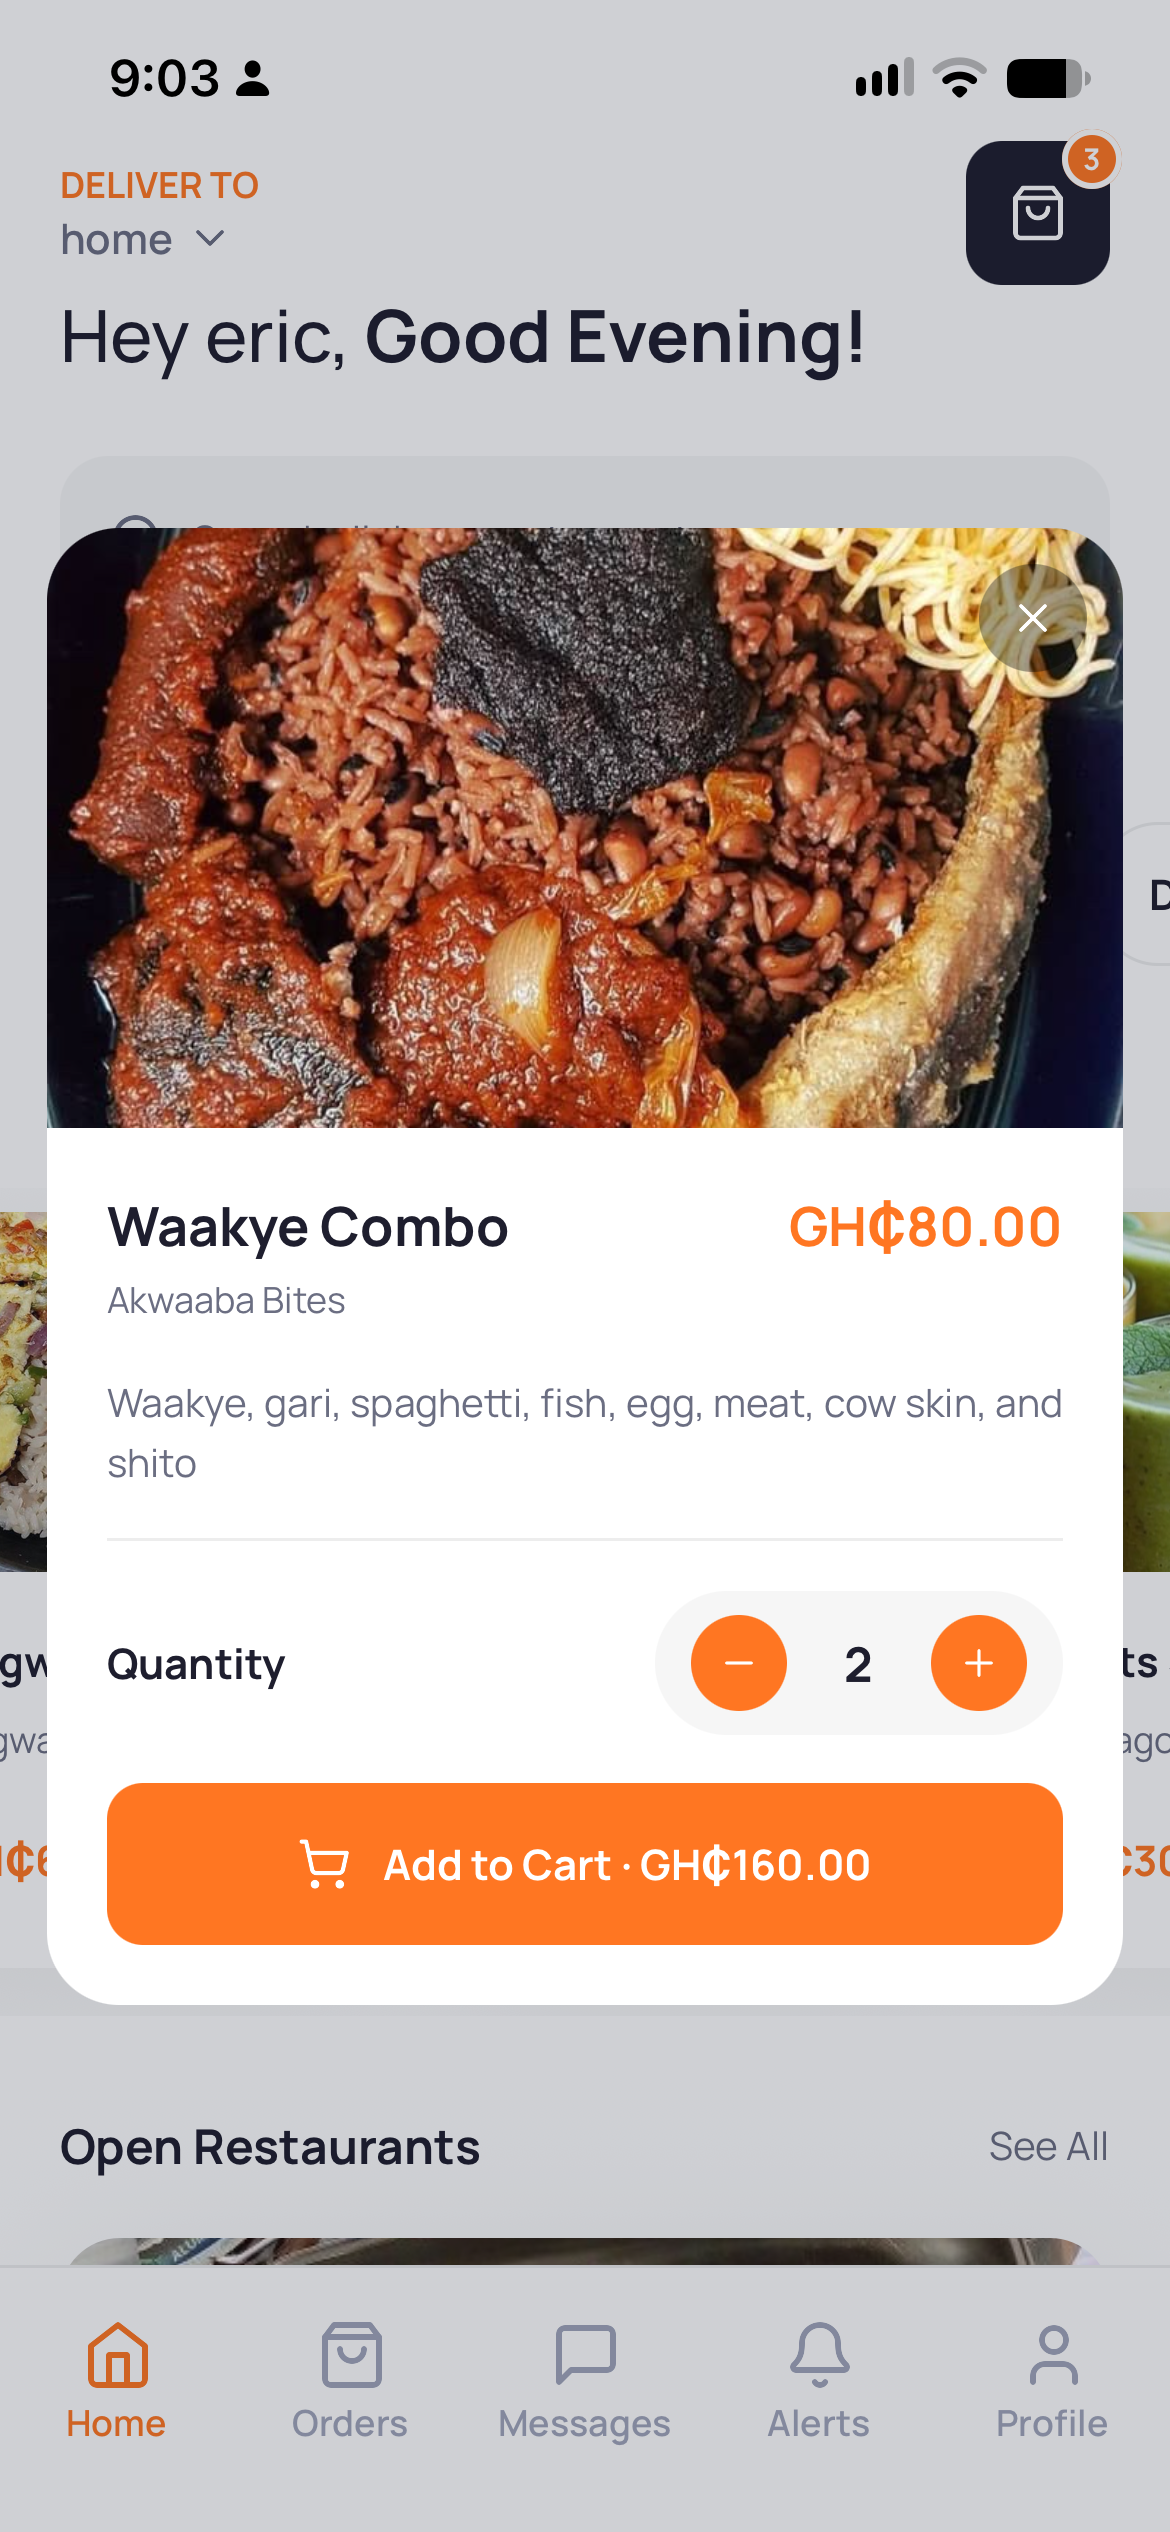 9:03
DELIVER TO
3
home
Hey eric, Good Evening!
Waakye Combo
GH₵80.00
Akwaaba Bites
Waakye, gari, spaghetti, fish, egg, meat, cow skin, and
shito
Quantity
2
Add to Cart · GH₵160.00
Open Restaurants
See All
Home
Orders
Messages
Alerts
Profile